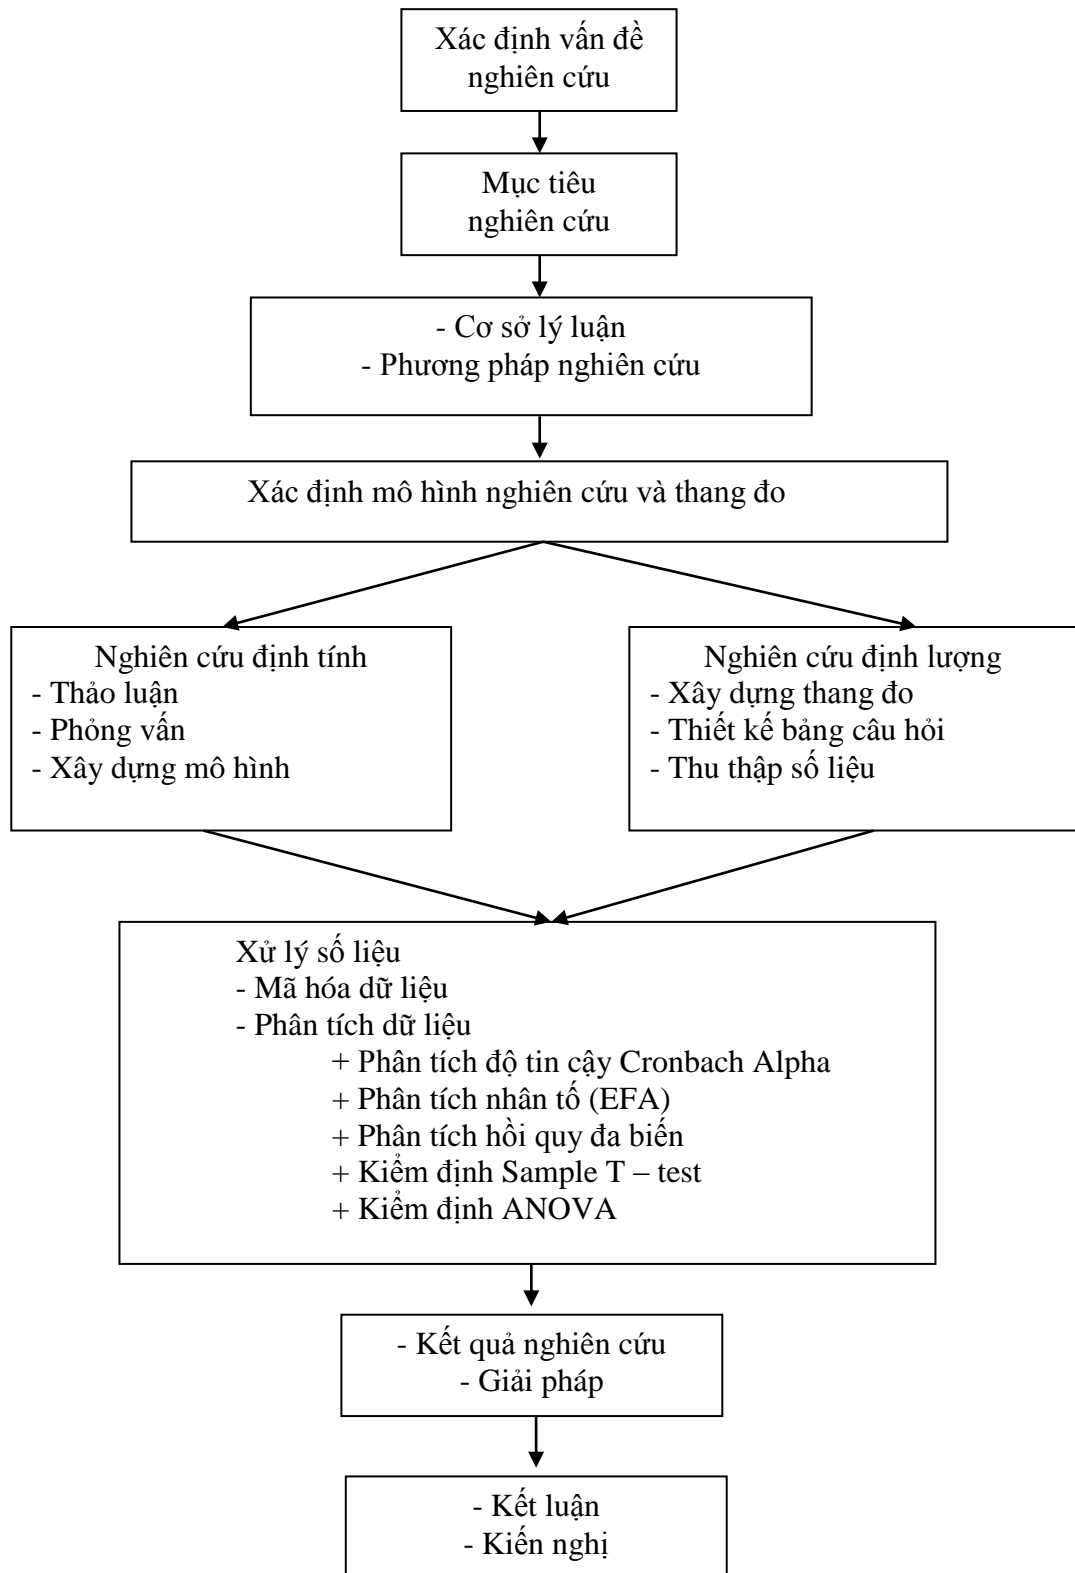 Xác định vấn đề
nghiên cứu
Mục tiêu
nghiên cứu
- Cơ sở lý luận
- Phương pháp nghiên cứu
Xác định mô hình nghiên cứu và thang đo
Nghiên cứu định tính
- Thảo luận
- Phỏng vấn
- Xây dựng mô hình
Nghiên cứu định lượng
- Xây dựng thang đo
- Thiết kế bảng câu hỏi
- Thu thập số liệu
Xử lý số liệu
- Mã hóa dữ liệu
- Phân tích dữ liệu
+ Phân tích độ tin cậy Cronbach Alpha
+ Phân tích nhân tố (EFA)
+ Phân tích hồi quy đa biến
+ Kiểm định Sample T – test
+ Kiểm định ANOVA
- Kết quả nghiên cứu
- Giải pháp
- Kết luận
- Kiến nghị